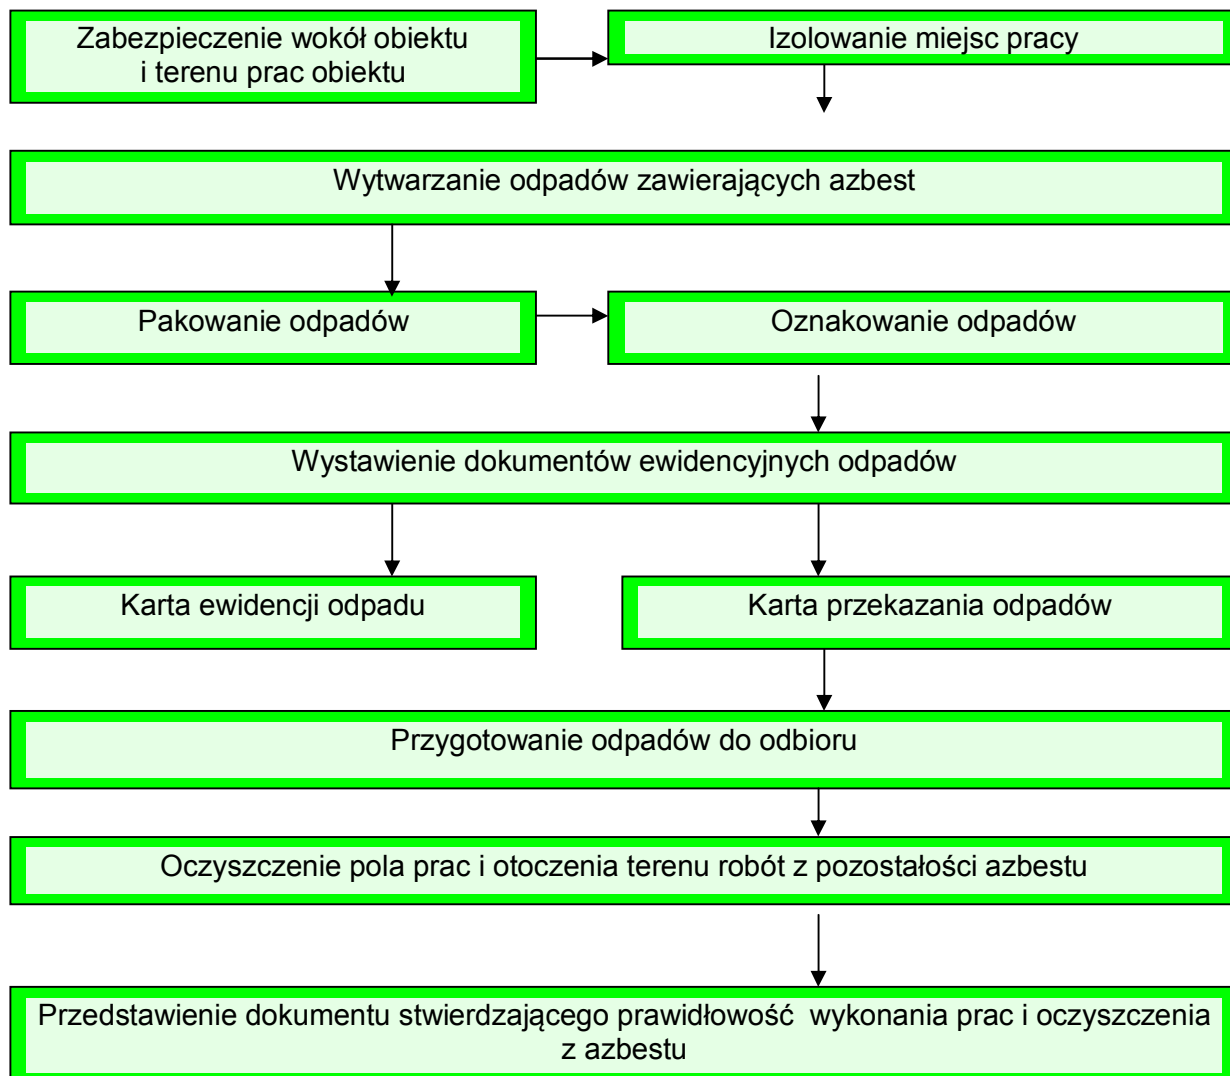 Zabezpieczenie wokół obiektu
i terenu prac obiektu
Izolowanie miejsc pracy
Wytwarzanie odpadów zawierających azbest
Pakowanie odpadów
Oznakowanie odpadów
Wystawienie dokumentów ewidencyjnych odpadów
Karta ewidencji odpadu
Karta przekazania odpadów
Przygotowanie odpadów do odbioru
Oczyszczenie pola prac i otoczenia terenu robót z pozostałości azbestu
Przedstawienie dokumentu stwierdzającego prawidłowość wykonania prac i oczyszczenia
z azbestu